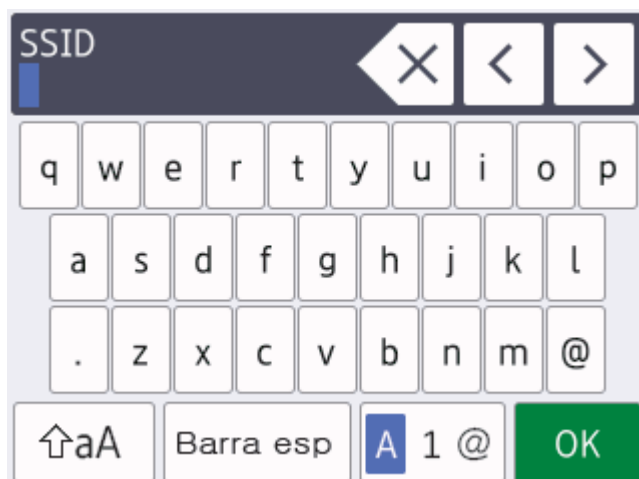 SSID
q w e r t y u i o p
a s d f g h j k l
. z x c v b n m @
aA Barra esp A 1 @ OK